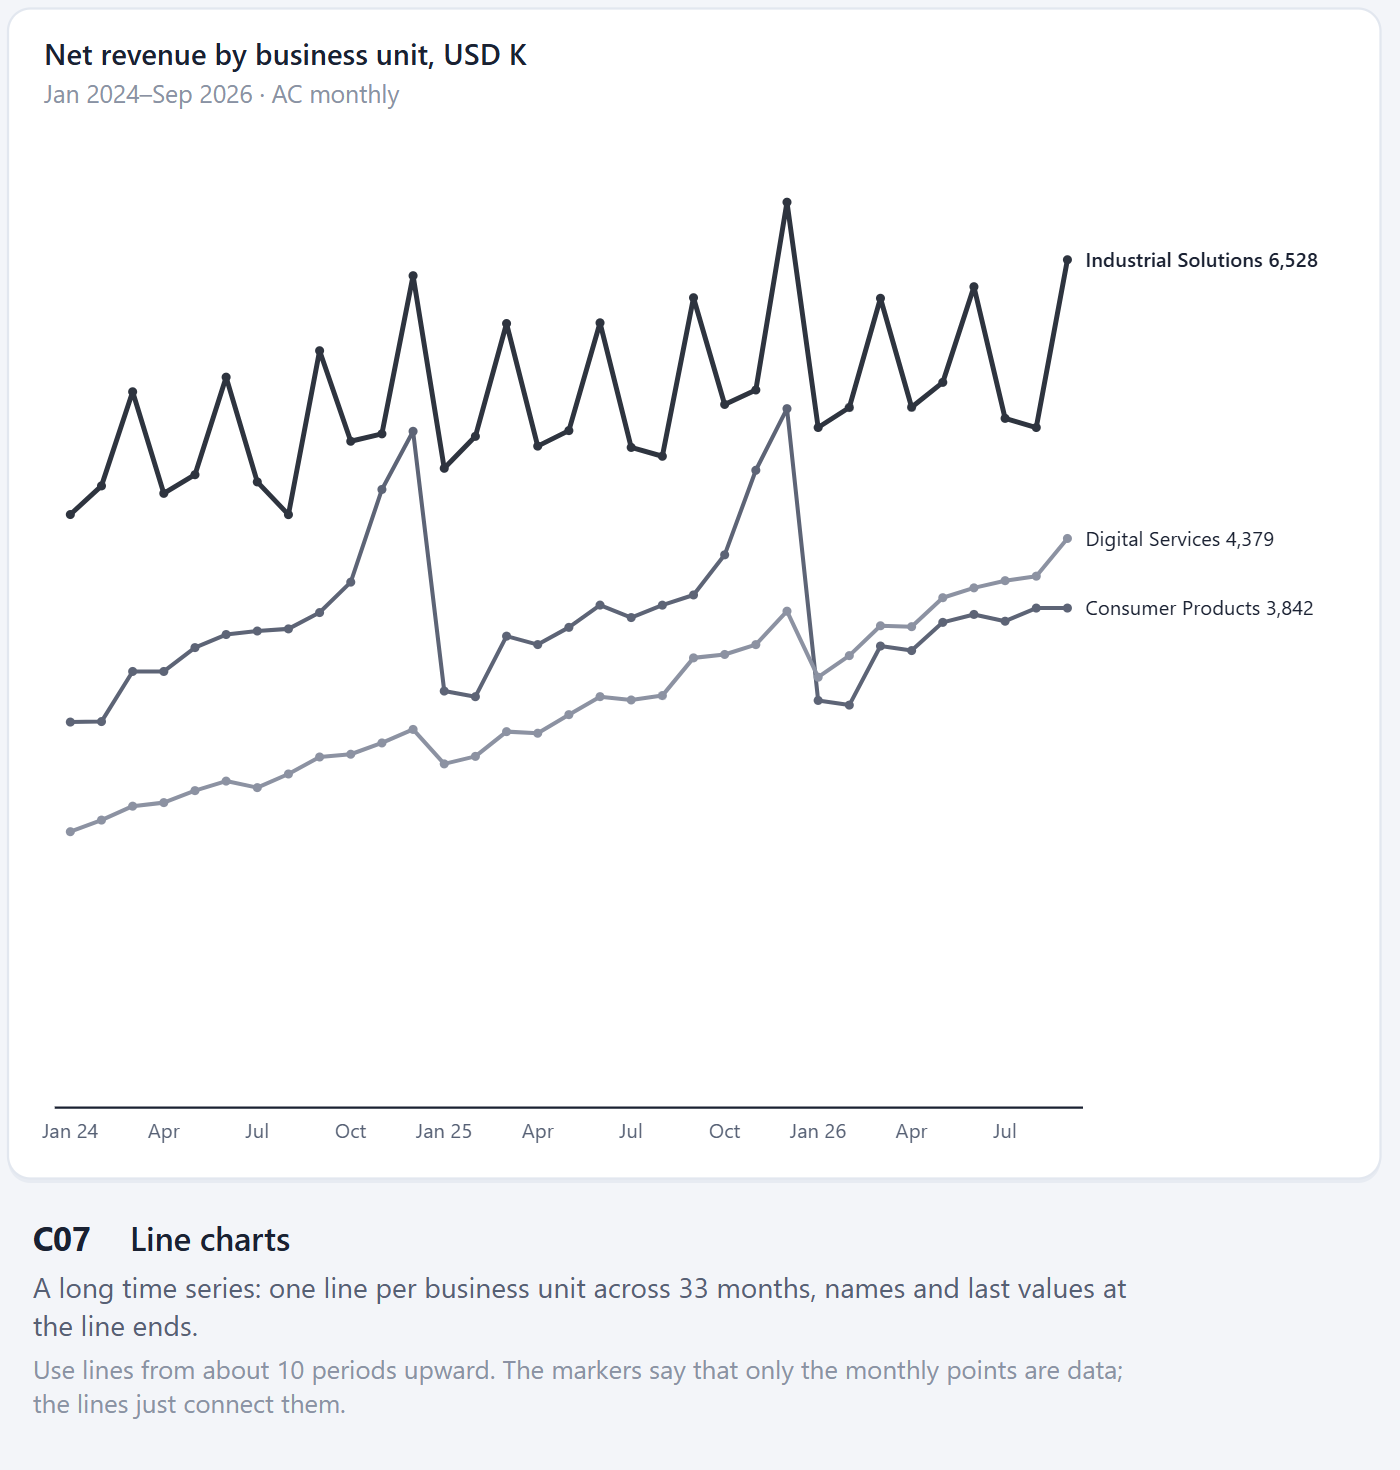 Net revenue by business unit, USD K
Jan 2024–Sep 2026 · AC monthly
Industrial Solutions 6,528
Digital Services 4,379
Consumer Products 3,842
Jan 24 Apr Jul Oct Jan 25 Apr Jul Oct Jan 26 Apr Jul
C07 Line charts
A long time series: one line per business unit across 33 months, names and last values at
the line ends.
Use lines from about 10 periods upward. The markers say that only the monthly points are data;
the lines just connect them.